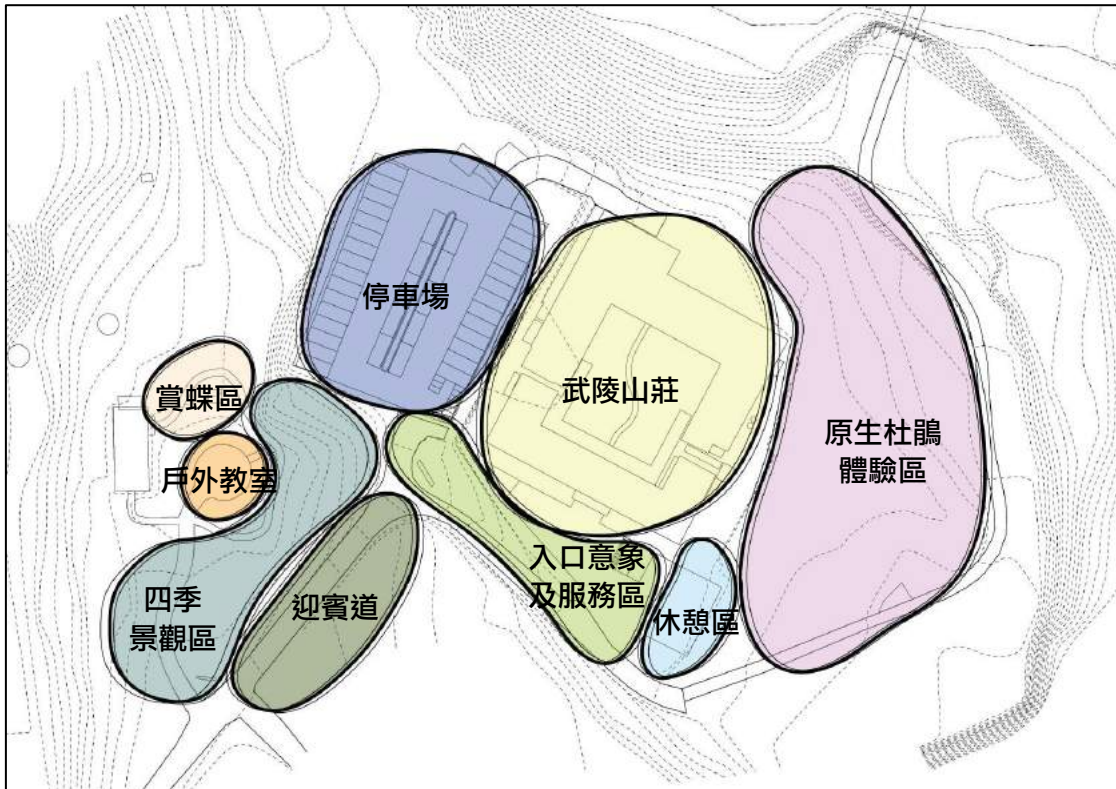 停車場
武陵山莊
賞蝶區
原生杜鵑
體驗區
戶外教室
入口意象
及服務區
四季
景觀區
迎賓道
休憩區